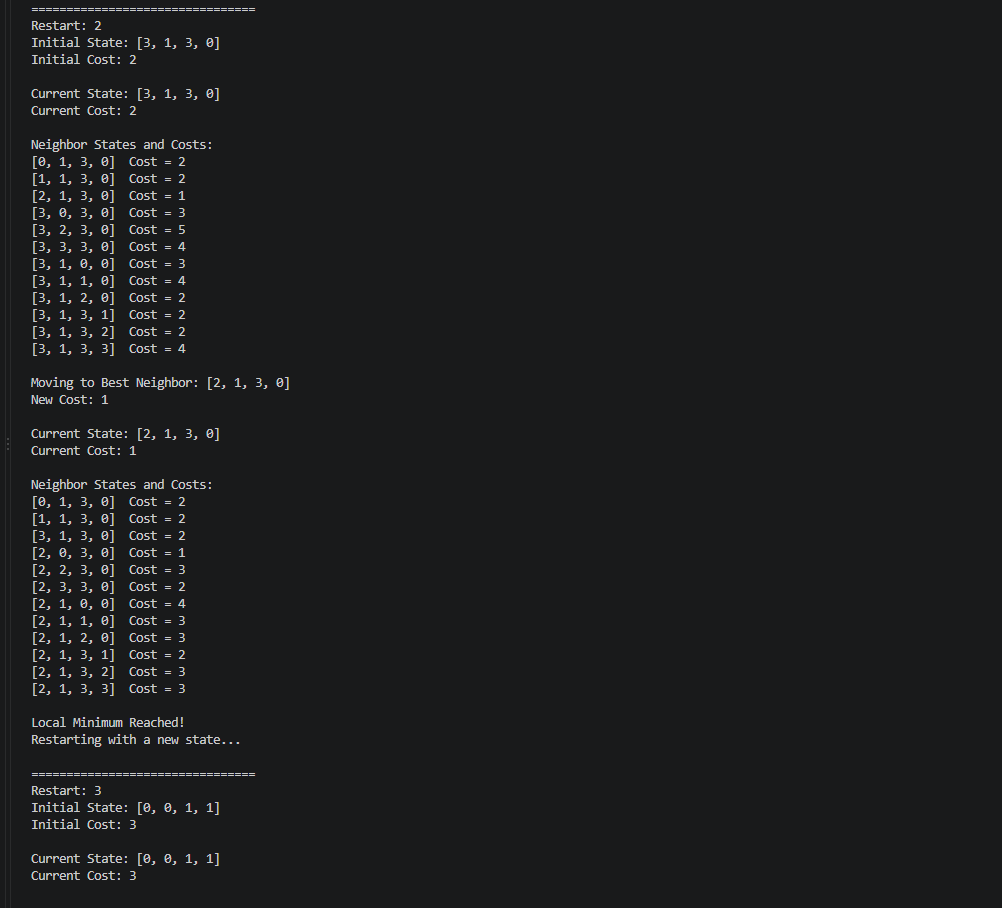 ================================
Restart: 2
Initial State: [3, 1, 3, 0]
Initial Cost: 2
Current State: [3, 1, 3, 0]
Current Cost: 2
Neighbor States and Costs:
[0, 1, 3, 0]  Cost = 2
[1, 1, 3, 0]  Cost = 2
[2, 1, 3, 0]  Cost = 1
[3, 0, 3, 0]  Cost = 3
[3, 2, 3, 0]  Cost = 5
[3, 3, 3, 0]  Cost = 4
[3, 1, 0, 0]  Cost = 3
[3, 1, 1, 0]  Cost = 4
[3, 1, 2, 0]  Cost = 2
[3, 1, 3, 1]  Cost = 2
[3, 1, 3, 2]  Cost = 2
[3, 1, 3, 3]  Cost = 4
Moving to Best Neighbor: [2, 1, 3, 0]
New Cost: 1
Current State: [2, 1, 3, 0]
Current Cost: 1
Neighbor States and Costs:
[0, 1, 3, 0]  Cost = 2
[1, 1, 3, 0]  Cost = 2
[3, 1, 3, 0]  Cost = 2
[2, 0, 3, 0]  Cost = 1
[2, 2, 3, 0]  Cost = 3
[2, 3, 3, 0]  Cost = 2
[2, 1, 0, 0]  Cost = 4
[2, 1, 1, 0]  Cost = 3
[2, 1, 2, 0]  Cost = 3
[2, 1, 3, 1]  Cost = 2
[2, 1, 3, 2]  Cost = 3
[2, 1, 3, 3]  Cost = 3
Local Minimum Reached!
Restarting with a new state...
================================
Restart: 3
Initial State: [0, 0, 1, 1]
Initial Cost: 3
Current State: [0, 0, 1, 1]
Current Cost: 3